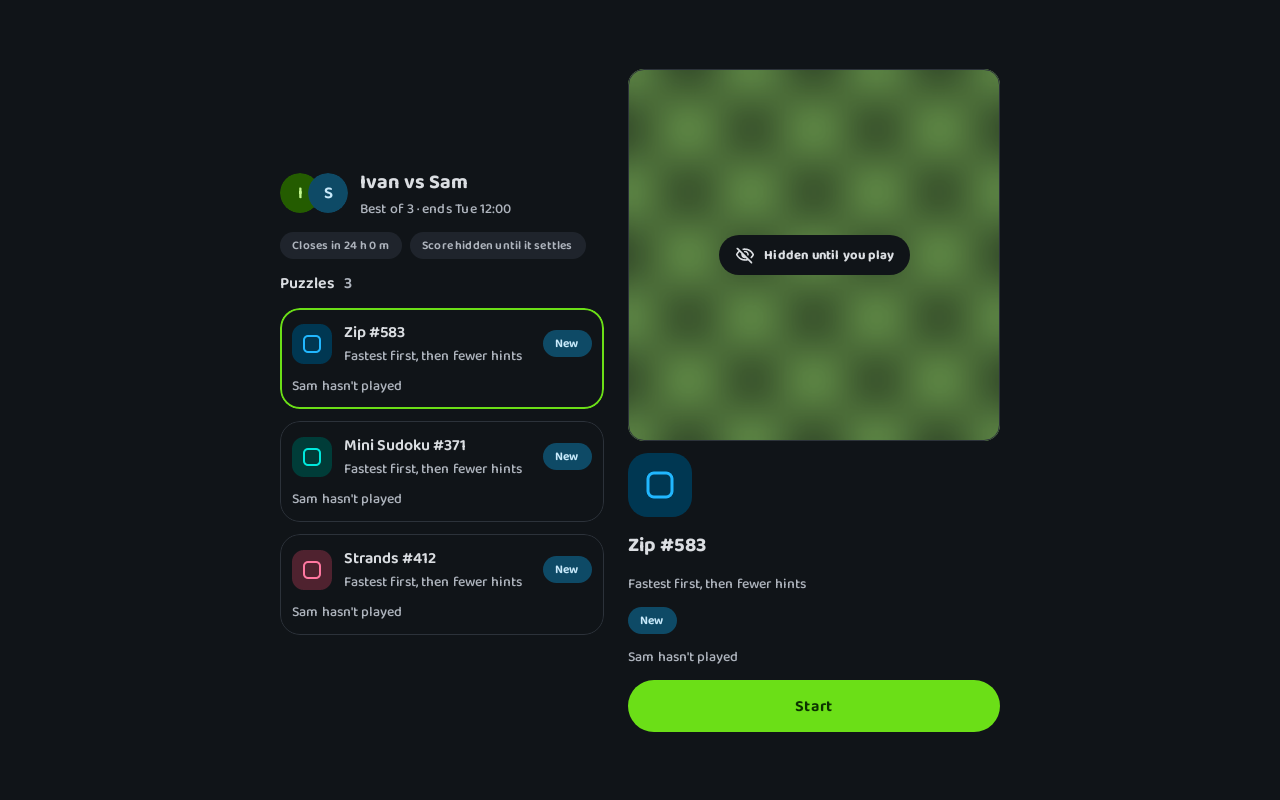 I
S
Ivan vs Sam
Best of 3 · ends Tue 12:00
Closes in 24 h 0 m
Score hidden until it settles
Puzzles 3
Zip #583
Fastest first, then fewer hints
New
Sam hasn't played
Mini Sudoku #371
Fastest first, then fewer hints
New
Sam hasn't played
Strands #412
Fastest first, then fewer hints
New
Sam hasn't played
Hidden until you play
Zip #583
Fastest first, then fewer hints
New
Sam hasn't played
Start